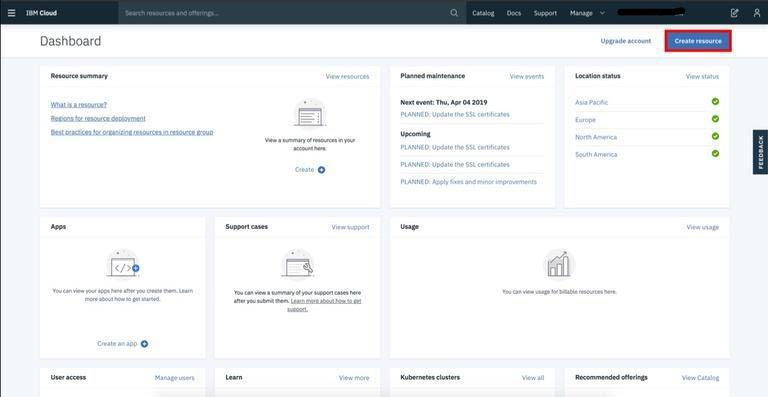 IBM Cloud
Search resources and offerings...
Catalog
Docs
Support
Manage
Dashboard
Upgrade account
Create resource
Resource summary
View resources
What is a resource?
Regions for resource deployment
Best practices for organizing resources in resource group
View a summary of resources in your
account here.
Create
Planned maintenance
View events
Next event: Thu, Apr 04 2019
PLANNED: Update the SSL certificates
Upcoming
PLANNED: Update the SSL certificates
PLANNED: Update the SSL certificates
PLANNED: Apply fixes and minor improvements
Location status
View status
Asia Pacific
Europe
North America
South America
FEEDBACK
Apps
You can view your apps here after you create them. Learn
more about how to get started.
Create an app
Support cases
View support
You can view a summary of your support cases here
after you submit them. Learn more about how to get
support.
Usage
View usage
You can view usage for billable resources here.
User access
Manage users
Learn
View more
Kubernetes clusters
View all
Recommended offerings
View Catalog